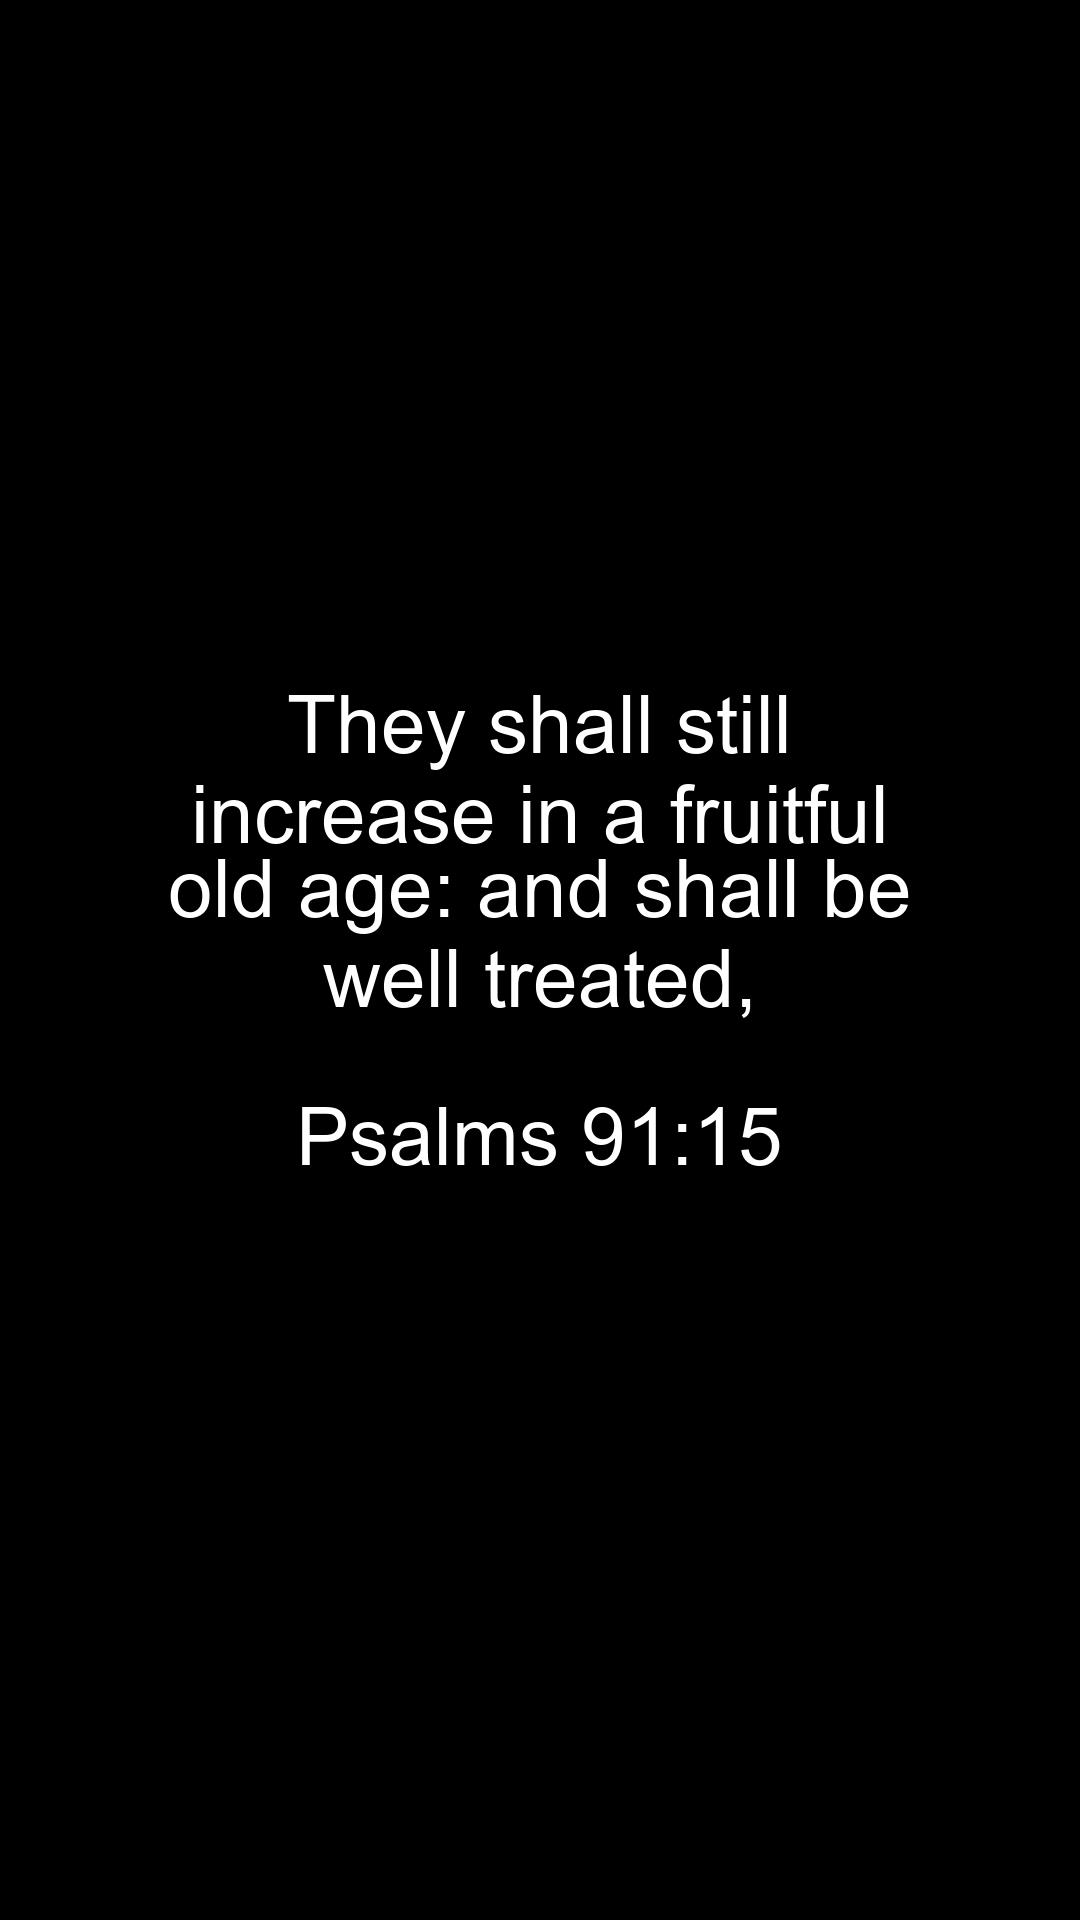 They shall still
increase in a fruitful
old age: and shall be
well treated,
Psalms 91:15